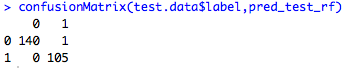 > confusionMatrix(test.data$label,pred_test_rf)
0 1
0 140 1
1 0 105